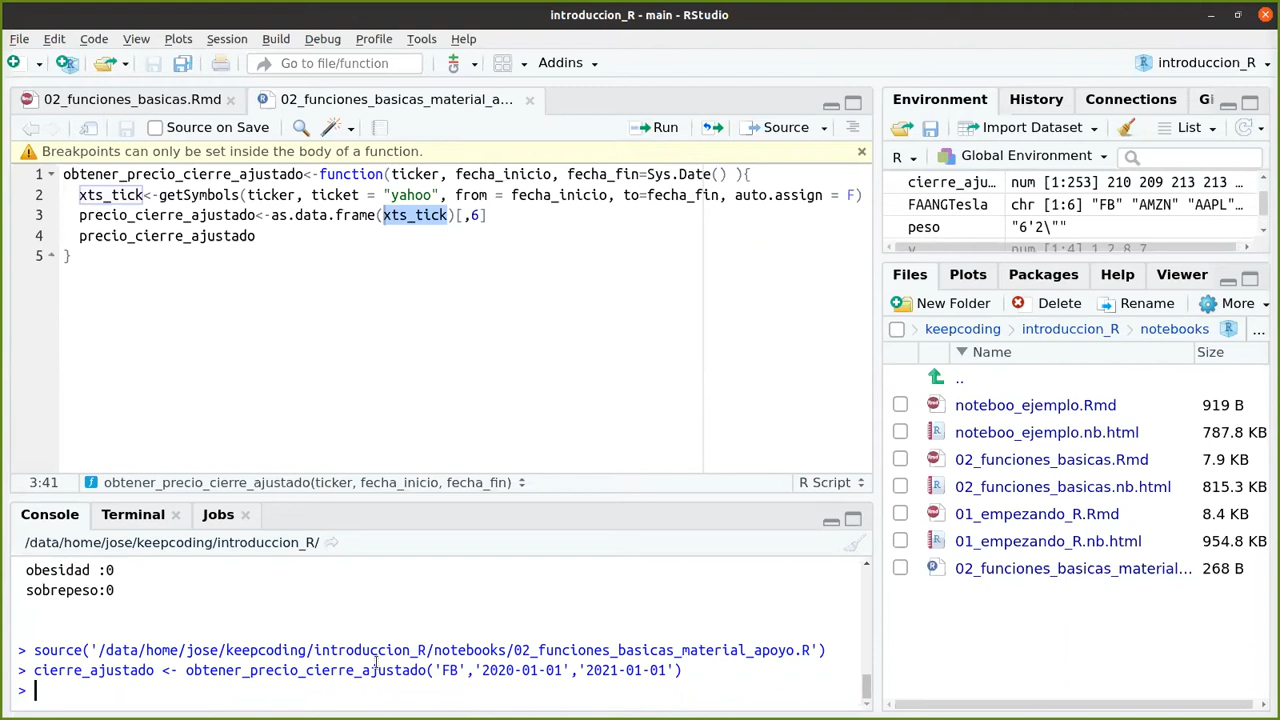 introduccion_R - main - RStudio
File Edit Code View Plots Session Build Debug Profile Tools Help
Go to file/function Addins introduccion_R
02_funciones_basicas.Rmd 02_funciones_basicas_material_a...
Source on Save Run Source
Breakpoints can only be set inside the body of a function.
1 obtener_precio_cierre_ajustado<-function(ticker, fecha_inicio, fecha_fin=Sys.Date() ){
2 xts_tick<-getSymbols(ticker, ticket = "yahoo", from = fecha_inicio, to=fecha_fin, auto.assign = F)
3 precio_cierre_ajustado<-as.data.frame(xts_tick)[,6]
4 precio_cierre_ajustado
5 }
3:41 obtener_precio_cierre_ajustado(ticker, fecha_inicio, fecha_fin) R Script
Console Terminal Jobs
/data/home/jose/keepcoding/introduccion_R/
obesidad :0
sobrepeso:0
> source('/data/home/jose/keepcoding/introduccion_R/notebooks/02_funciones_basicas_material_apoyo.R')
> cierre_ajustado <- obtener_precio_cierre_ajustado('FB','2020-01-01','2021-01-01')
>
Environment History Connections Gi
Import Dataset List
R Global Environment
cierre_aju… num [1:253] 210 209 213 213 ...
FAANGTesla chr [1:6] "FB" "AMZN" "AAPL"…
peso "6'2\""
v num [1:4] 1 2 8 7
Files Plots Packages Help Viewer
New Folder Delete Rename More
keepcoding introduccion_R notebooks ...
Name Size
..
noteboo_ejemplo.Rmd 919 B
noteboo_ejemplo.nb.html 787.8 KB
02_funciones_basicas.Rmd 7.9 KB
02_funciones_basicas.nb.html 815.3 KB
01_empezando_R.Rmd 8.4 KB
01_empezando_R.nb.html 954.8 KB
02_funciones_basicas_material... 268 B